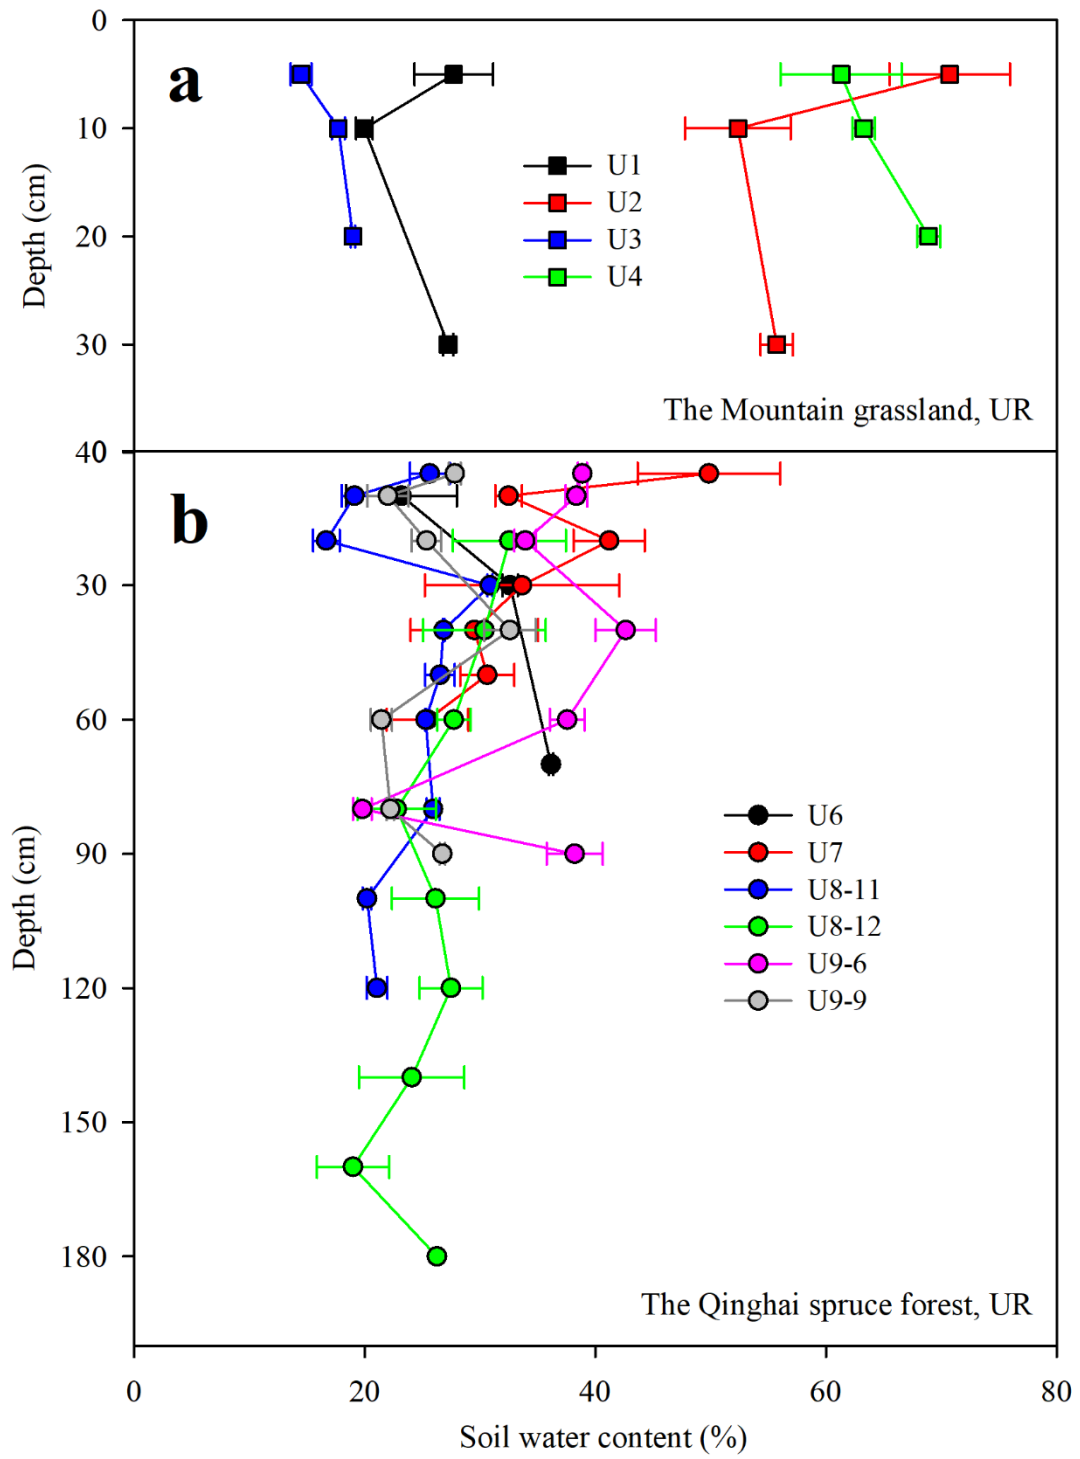 0
a
10
U1
U2
20
U3
U4
Depth (cm)
30
The Mountain grassland, UR
40
b
30
60
90
120
150
180
Depth (cm)
U6
U7
U8-11
U8-12
U9-6
U9-9
The Qinghai spruce forest, UR
0 20 40 60 80
Soil water content (%)